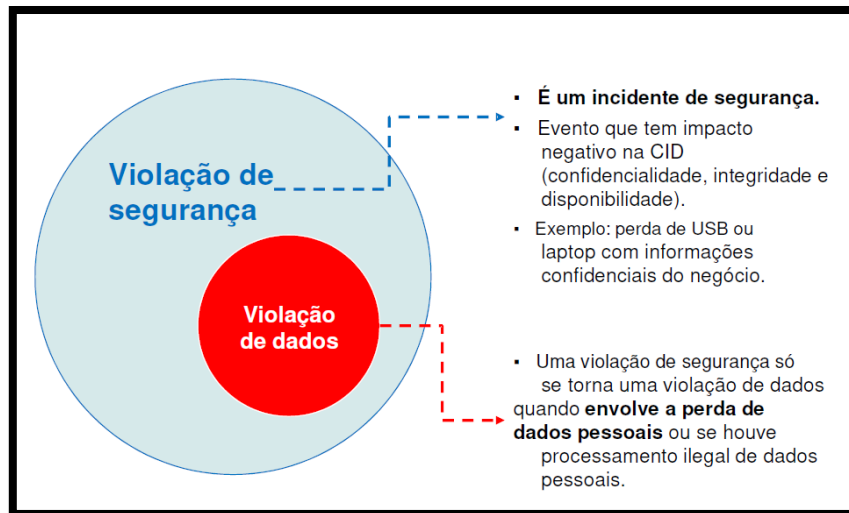 Violação de
segurança
Violação
de dados
▪ É um incidente de segurança.
▪ Evento que tem impacto
negativo na CID
(confidencialidade, integridade e
disponibilidade).
▪ Exemplo: perda de USB ou
laptop com informações
confidenciais do negócio.
▪ Uma violação de segurança só
se torna uma violação de dados
quando envolve a perda de
dados pessoais ou se houve
processamento ilegal de dados
pessoais.